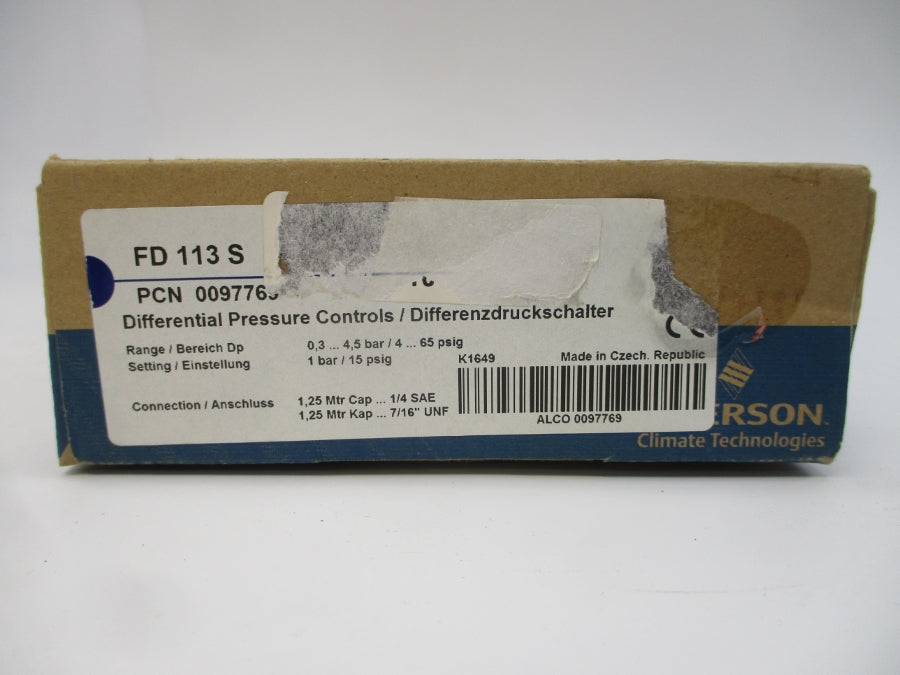 FD 113 S
PCN 0097769
Differential Pressure Controls / Differenzdruckschalter
Range / Bereich Dp 0,3 ... 4,5 bar / 4 ... 65 psig
Setting / Einstellung 1 bar / 15 psig
K1649 Made in Czech. Republic
Connection / Anschluss 1,25 Mtr Cap ... 1/4 SAE
1,25 Mtr Kap ... 7/16" UNF
ALCO 0097769
ERSON™
Climate Technologies